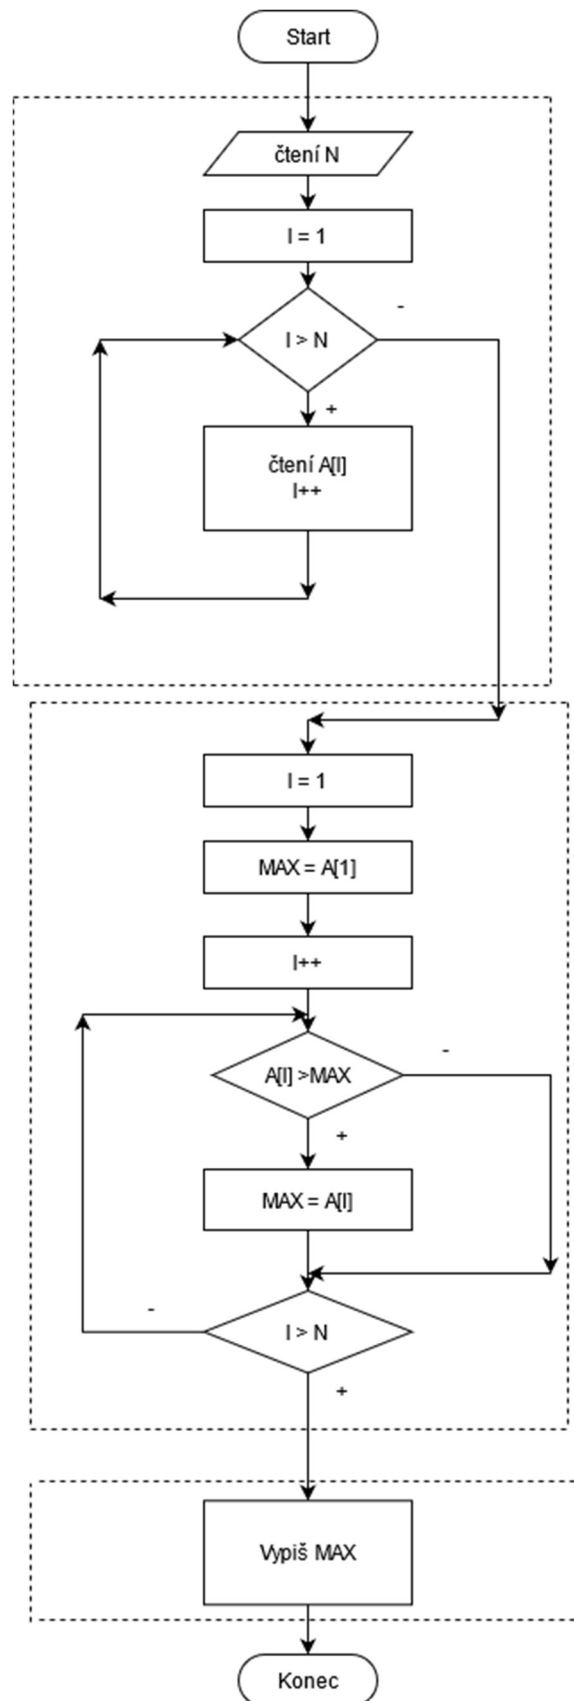 Start
čtení N
I = 1
I > N
-
+
čtení A[I]
I++
I = 1
MAX = A[1]
I++
A[I] >MAX
-
+
MAX = A[I]
-
I > N
+
Vypiš MAX
Konec